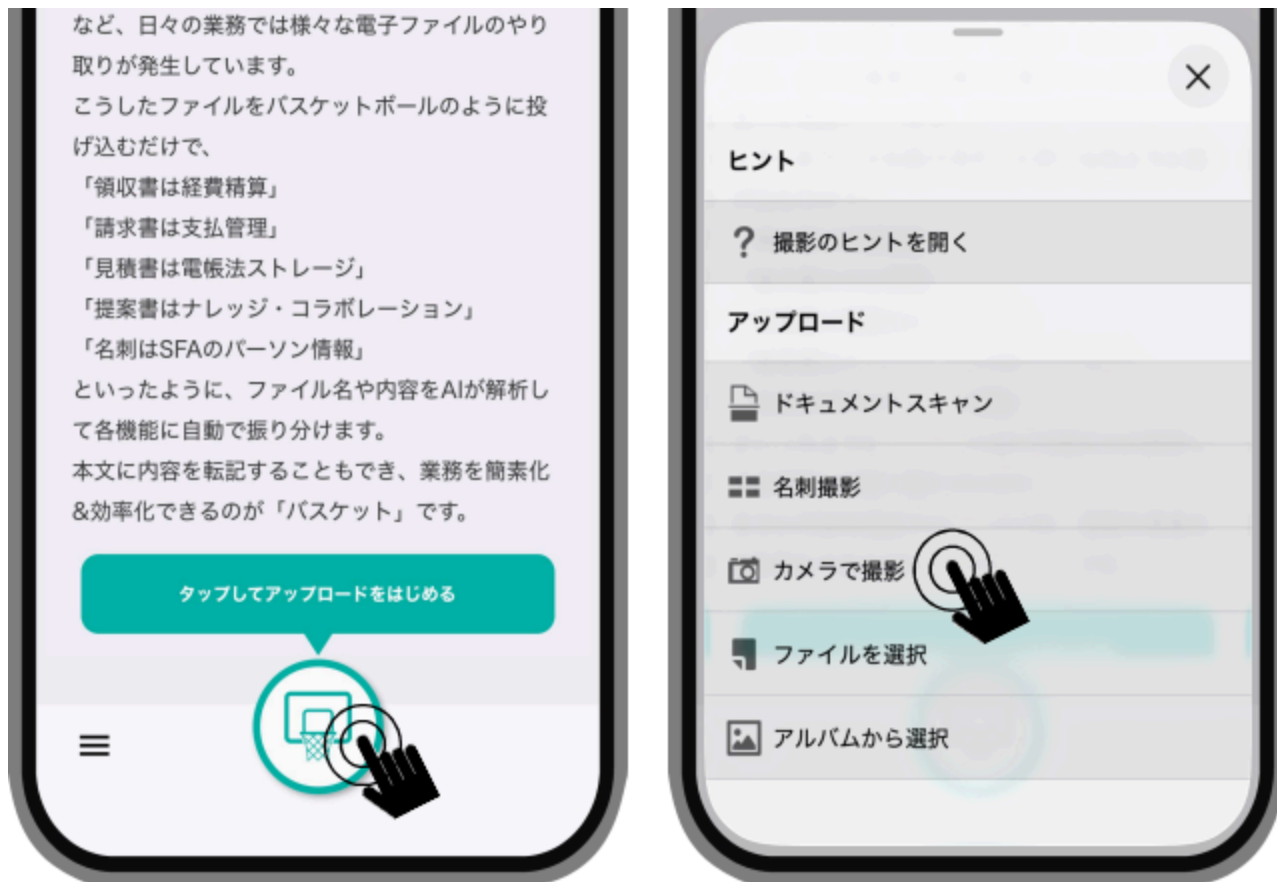 など、日々の業務では様々な電子ファイルのやり
取りが発生しています。
こうしたファイルをバスケットボールのように投
げ込むだけで、
「領収書は経費精算」
「請求書は支払管理」
「見積書は電帳法ストレージ」
「提案書はナレッジ・コラボレーション」
「名刺はSFAのパーソン情報」
といったように、ファイル名や内容をAIが解析し
て各機能に自動で振り分けます。
本文に内容を転記することもでき、業務を簡素化
&効率化できるのが「バスケット」です。
タップしてアップロードをはじめる
ヒント
? 撮影のヒントを開く
アップロード
ドキュメントスキャン
名刺撮影
カメラで撮影
ファイルを選択
アルバムから選択